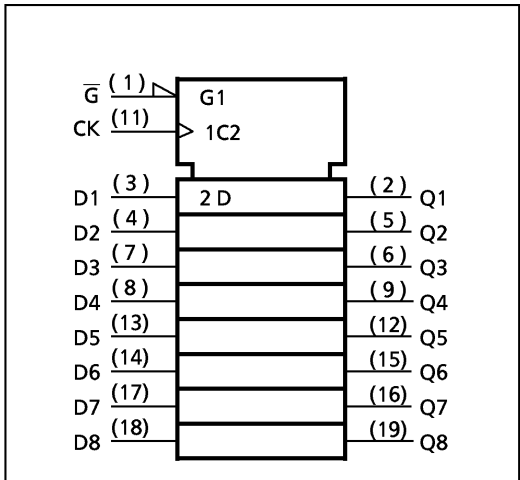 G̅ ( 1 ) G1
CK (11) 1C2
D1 ( 3 ) 2 D ( 2 ) Q1
D2 ( 4 ) ( 5 ) Q2
D3 ( 7 ) ( 6 ) Q3
D4 ( 8 ) ( 9 ) Q4
D5 (13) (12) Q5
D6 (14) (15) Q6
D7 (17) (16) Q7
D8 (18) (19) Q8